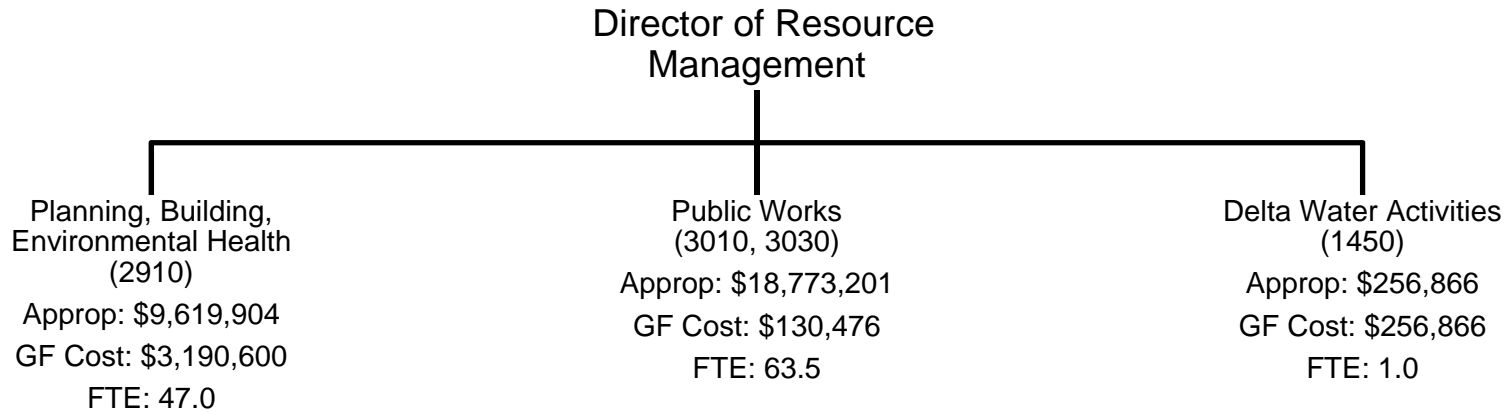 Director of Resource
Management
Planning, Building,
Environmental Health
(2910)
Approp: $9,619,904
GF Cost: $3,190,600
FTE: 47.0
Public Works
(3010, 3030)
Approp: $18,773,201
GF Cost: $130,476
FTE: 63.5
Delta Water Activities
(1450)
Approp: $256,866
GF Cost: $256,866
FTE: 1.0